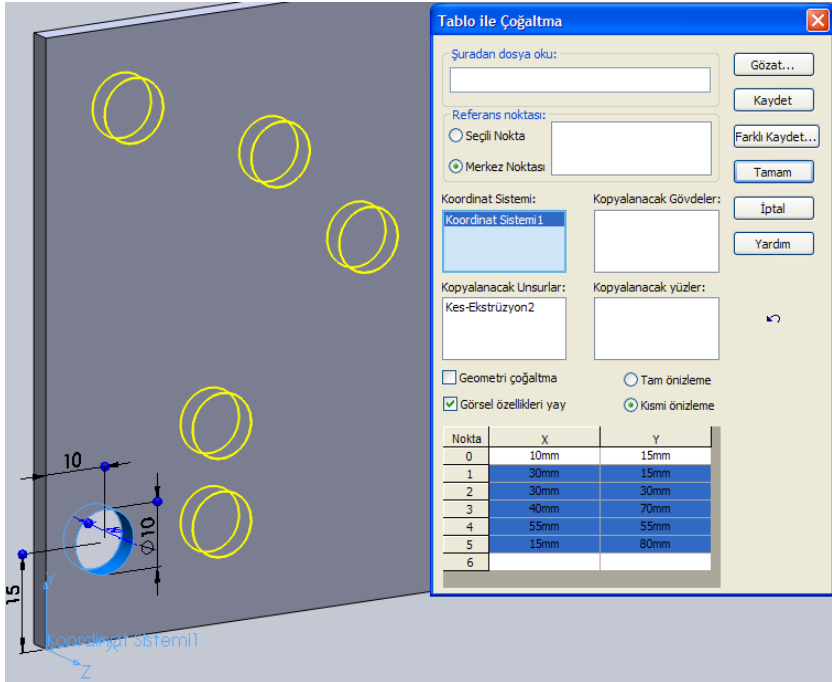 Tablo ile Çoğaltma
Şuradan dosya oku:
Gözat...
Kaydet
Referans noktası:
Seçili Nokta
Farklı Kaydet...
Merkez Noktası
Tamam
Koordinat Sistemi:
Kopyalanacak Gövdeler:
İptal
Koordinat Sistemi1
Yardım
Kopyalanacak Unsurlar:
Kopyalanacak yüzler:
Kes-Ekstrüzyon2
Geometri çoğaltma
Tam önizleme
Görsel özellikleri yay
Kısmi önizleme
Nokta X Y
0 10mm 15mm
1 30mm 15mm
2 30mm 30mm
3 40mm 70mm
4 55mm 55mm
5 15mm 80mm
6
10
Ø10
15
Y
Koordinat Sistemi1
X
Z